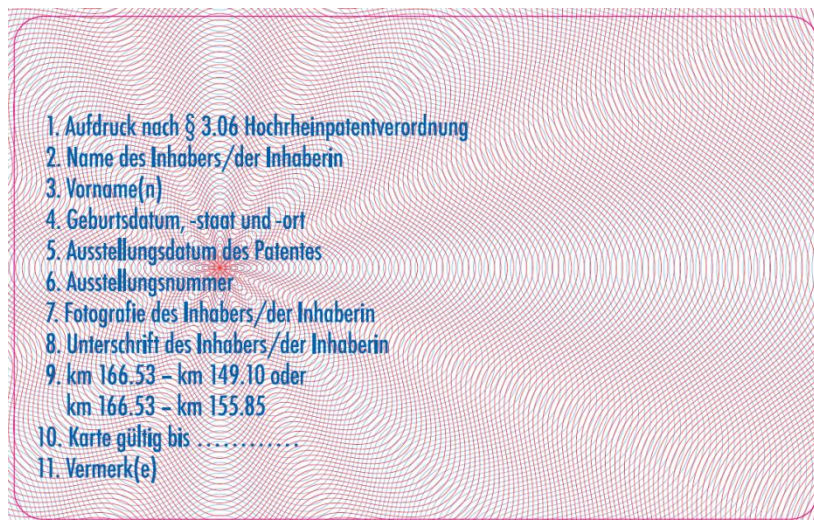 1. Aufdruck nach § 3.06 Hochrheinpatentverordnung
2. Name des Inhabers/der Inhaberin
3. Vorname(n)
4. Geburtsdatum, -staat und -ort
5. Ausstellungsdatum des Patentes
6. Ausstellungsnummer
7. Fotografie des Inhabers/der Inhaberin
8. Unterschrift des Inhabers/der Inhaberin
9. km 166.53 – km 149.10 oder
km 166.53 – km 155.85
10. Karte gültig bis ............
11. Vermerk(e)